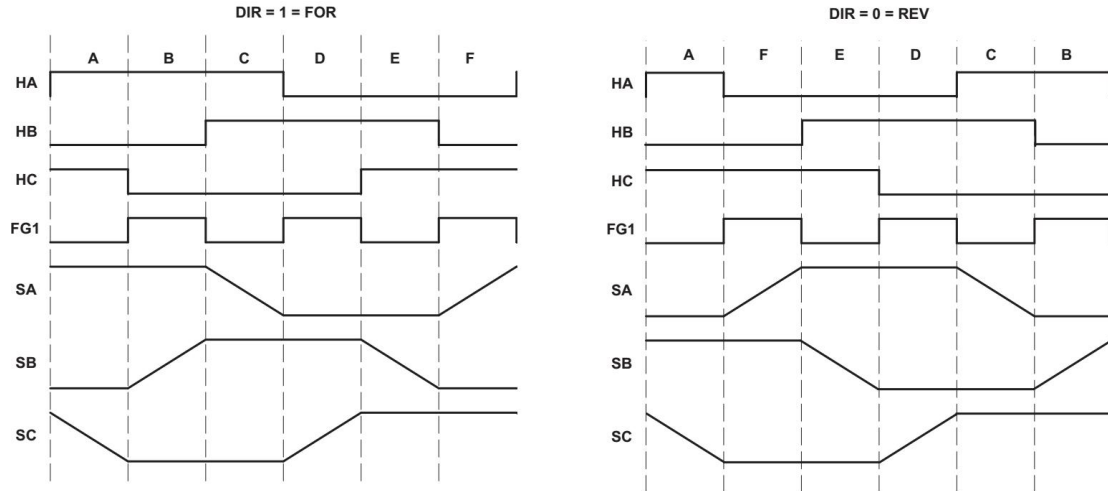 DIR = 1 = FOR
A B C D E F
HA
HB
HC
FG1
SA
SB
SC
DIR = 0 = REV
A F E D C B
HA
HB
HC
FG1
SA
SB
SC